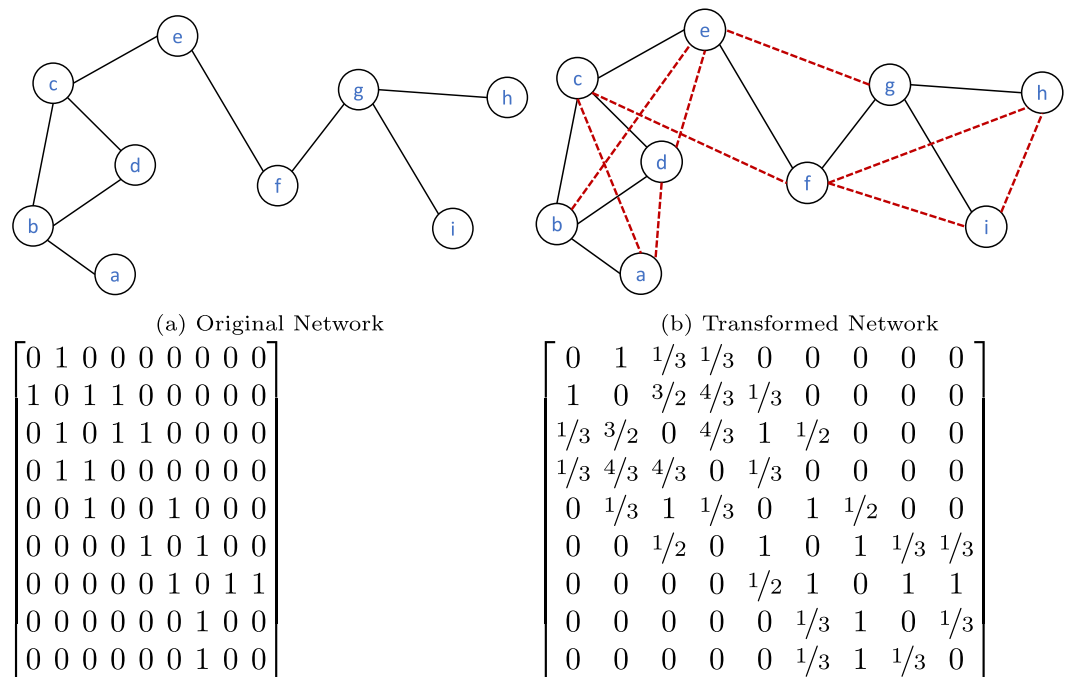 e
c
g
h
d
f
b
i
a
e
c
g
h
d
f
b
i
a
(a) Original Network
(b) Transformed Network
0 1 0 0 0 0 0 0 0
1 0 1 1 0 0 0 0 0
0 1 0 1 1 0 0 0 0
0 1 1 0 0 0 0 0 0
0 0 1 0 0 1 0 0 0
0 0 0 0 1 0 1 0 0
0 0 0 0 0 1 0 1 1
0 0 0 0 0 0 1 0 0
0 0 0 0 0 0 1 0 0
0 1 1/3 1/3 0 0 0 0 0
1 0 3/2 4/3 1/3 0 0 0 0
1/3 3/2 0 4/3 1 1/2 0 0 0
1/3 4/3 4/3 0 1/3 0 0 0 0
0 1/3 1 1/3 0 1 1/2 0 0
0 0 1/2 0 1 0 1 1/3 1/3
0 0 0 0 1/2 1 0 1 1
0 0 0 0 0 1/3 1 0 1/3
0 0 0 0 0 1/3 1 1/3 0